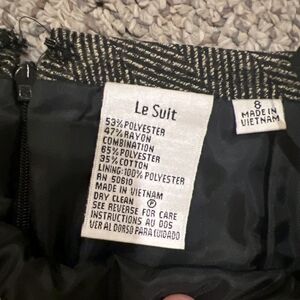 Le Suit
53% POLYESTER
47% RAYON
COMBINATION
65% POLYESTER
35% COTTON
LINING: 100% POLYESTER
RN 50610
MADE IN VIETNAM
DRY CLEAN Ⓟ
SEE REVERSE FOR CARE
INSTRUCTIONS AU DOS
VER AL DORSO PARA CUIDADO
8
MADE IN
VIETNAM